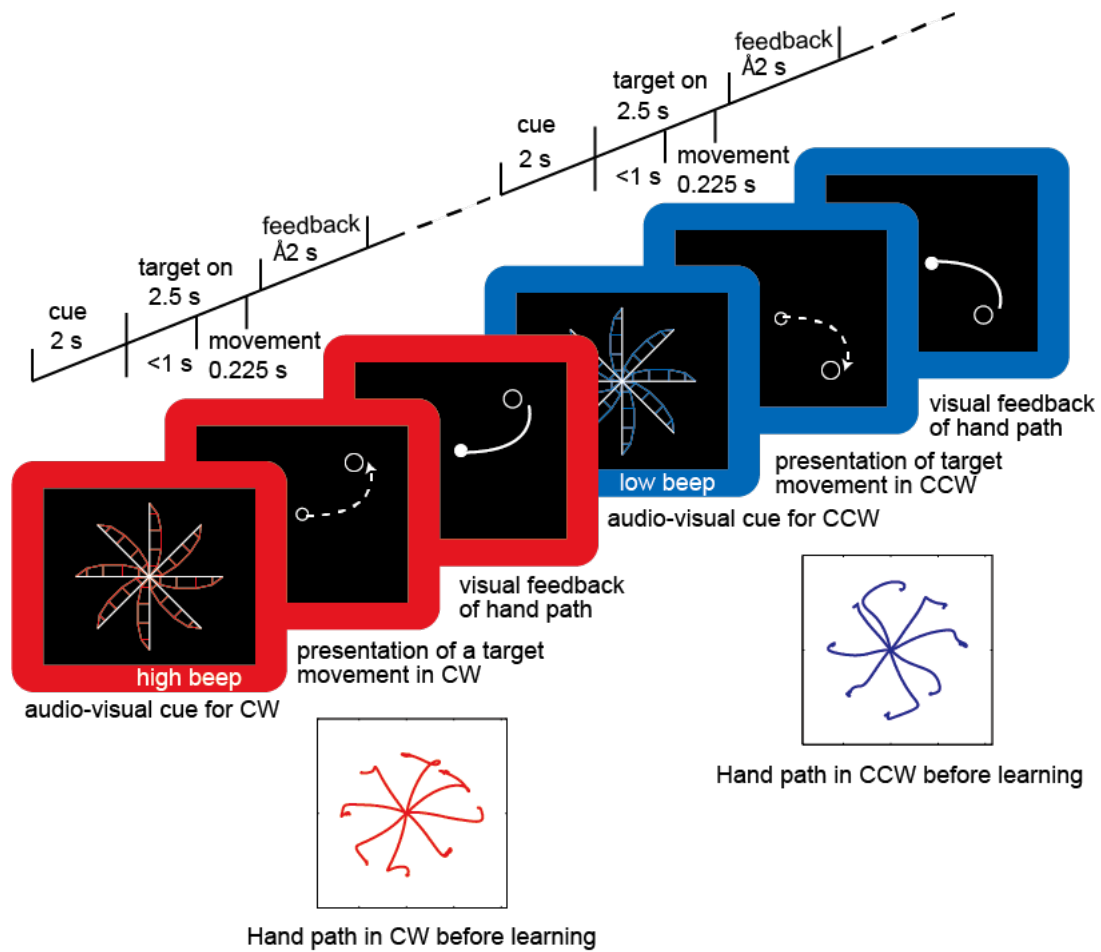 feedback
Å2 s
target on
2.5 s
cue
2 s
<1 s
movement
0.225 s
feedback
Å2 s
target on
2.5 s
cue
2 s
<1 s
movement
0.225 s
visual feedback
of hand path
low beep
presentation of target
movement in CCW
audio-visual cue for CCW
visual feedback
of hand path
high beep
presentation of a target
movement in CW
audio-visual cue for CW
Hand path in CCW before learning
Hand path in CW before learning